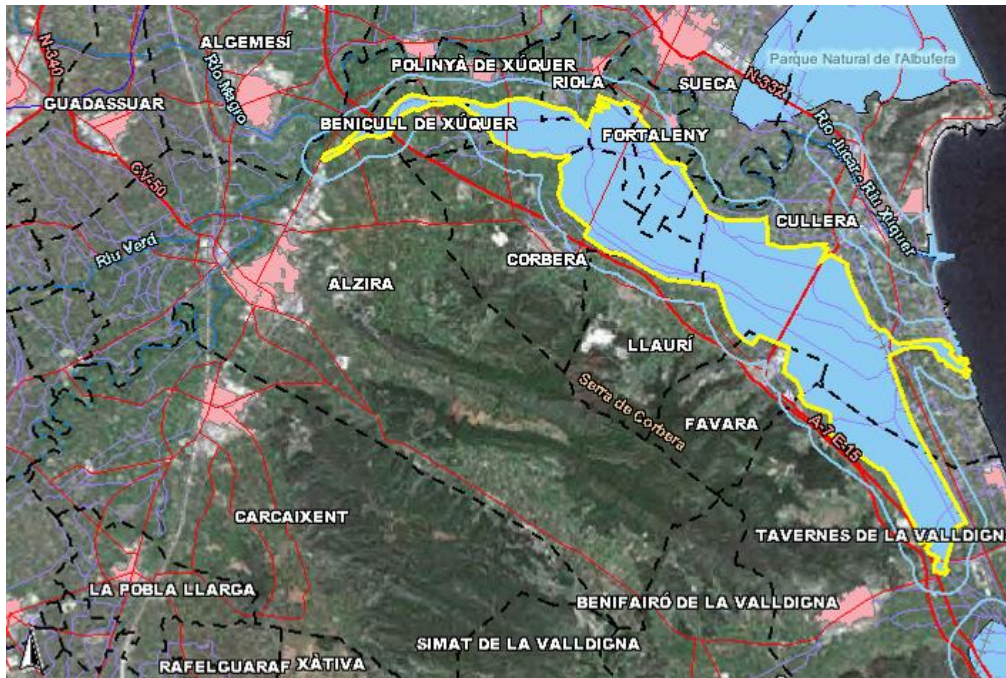 ALGEMESÍ
N-340
Río Magro
POLINYÀ DE XÚQUER
Parque Natural de l'Albufera
RIOLA
SUECA
N-332
GUADASSUAR
BENICULL DE XÚQUER
FORTALENY
Río Júcar - Riu Xúquer
CV-50
CULLERA
Riu Verd
CORBERA
ALZIRA
LLAURÍ
Serra de Corbera
FAVARA
A-7 E-15
CARCAIXENT
TAVERNES DE LA VALLDIGNA
LA POBLA LLARGA
BENIFAIRÓ DE LA VALLDIGNA
SIMAT DE LA VALLDIGNA
RAFELGUARAF XÀTIVA